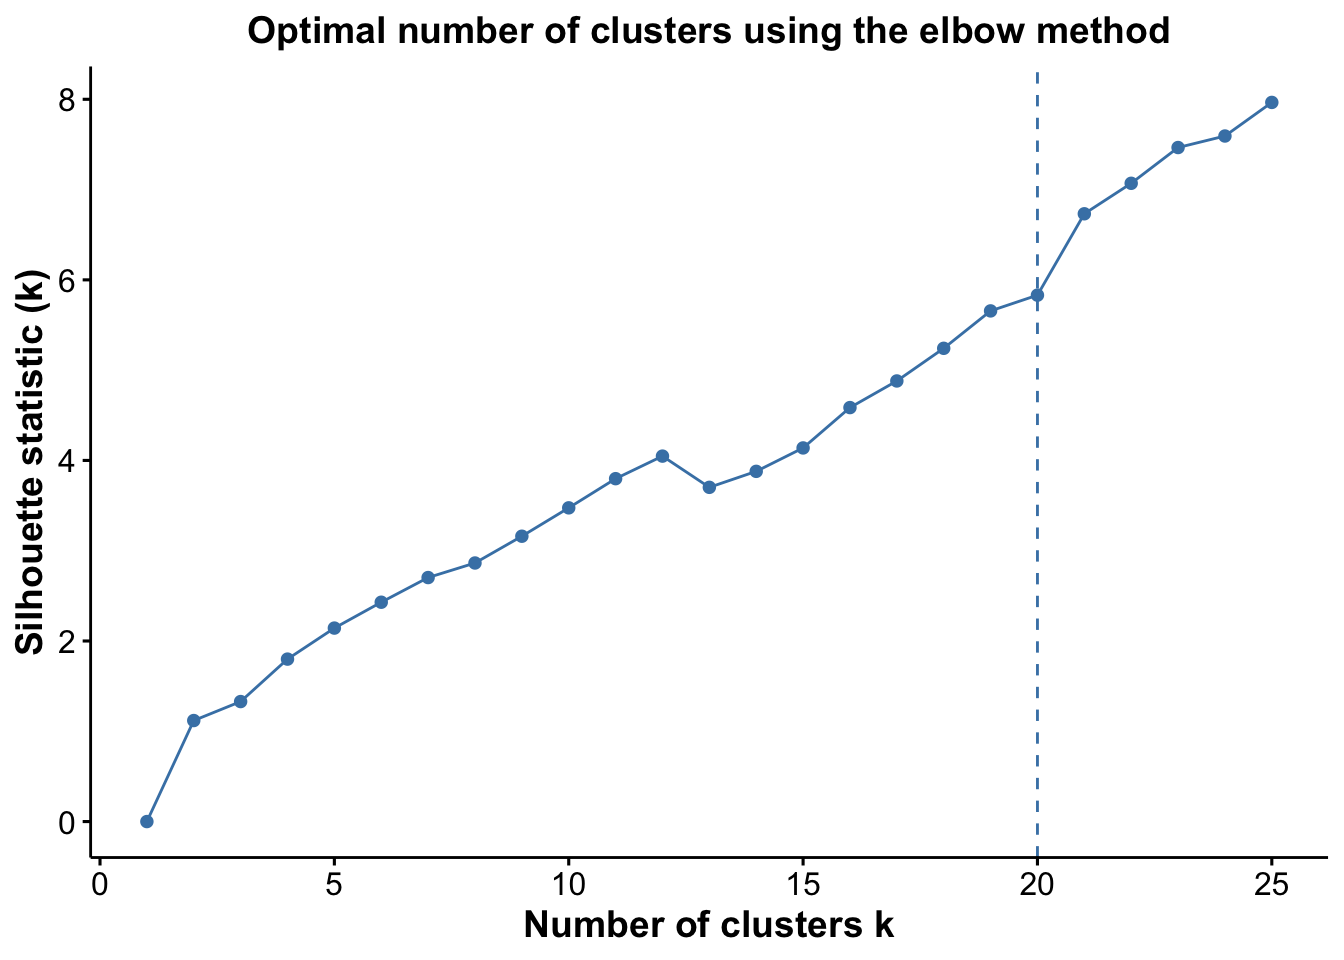 Optimal number of clusters using the elbow method
Silhouette statistic (k)
8
6
4
2
0
0 5 10 15 20 25
Number of clusters k